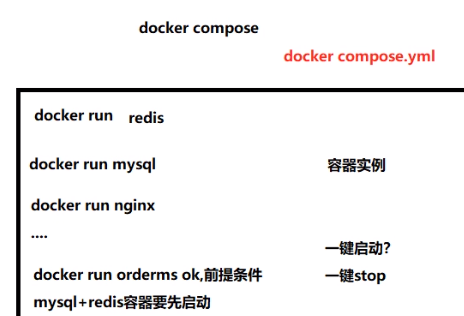 docker compose
docker compose.yml
docker run redis
docker run mysql 容器实例
docker run nginx
....
一键启动？
docker run orderms ok,前提条件 一键stop
mysql+redis容器要先启动